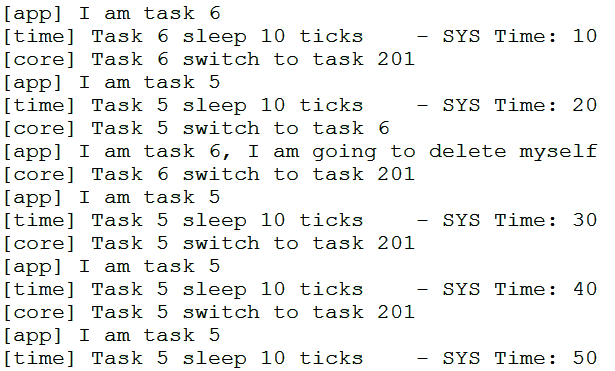 [app] I am task 6
[time] Task 6 sleep 10 ticks    - SYS Time: 10
[core] Task 6 switch to task 201
[app] I am task 5
[time] Task 5 sleep 10 ticks    - SYS Time: 20
[core] Task 5 switch to task 6
[app] I am task 6, I am going to delete myself
[core] Task 6 switch to task 201
[app] I am task 5
[time] Task 5 sleep 10 ticks    - SYS Time: 30
[core] Task 5 switch to task 201
[app] I am task 5
[time] Task 5 sleep 10 ticks    - SYS Time: 40
[core] Task 5 switch to task 201
[app] I am task 5
[time] Task 5 sleep 10 ticks    - SYS Time: 50